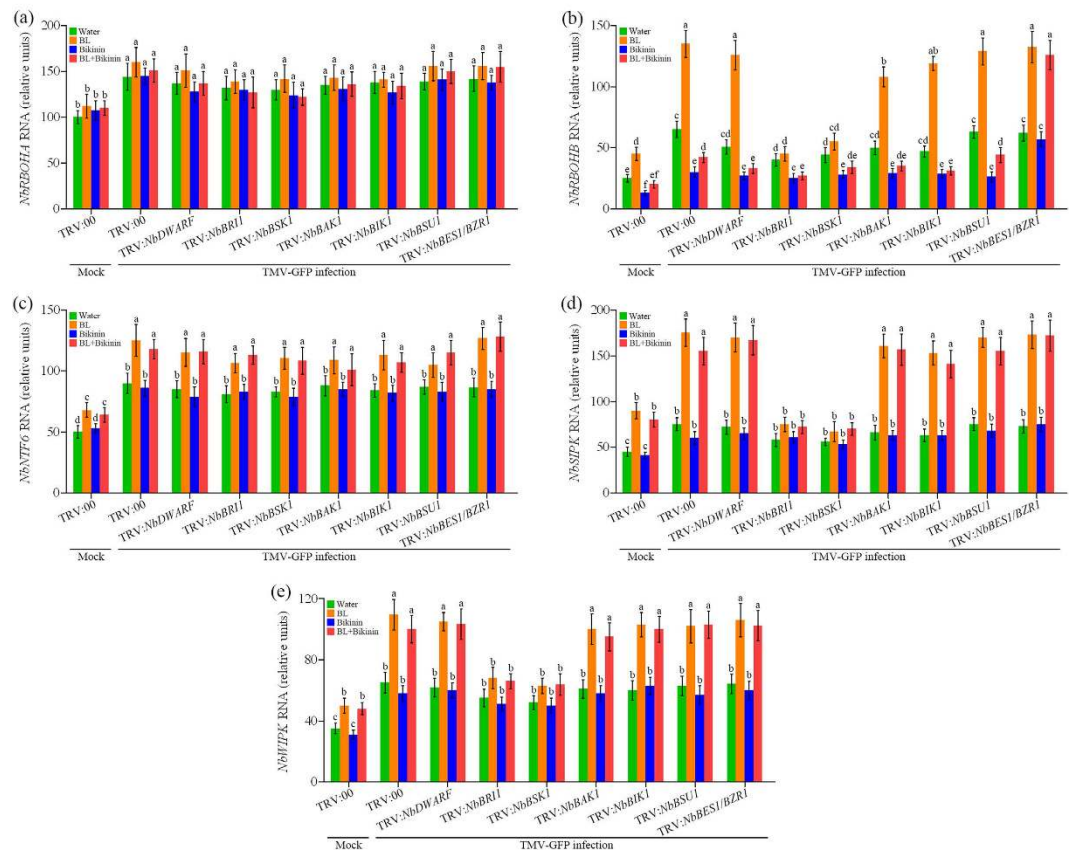 (a)
NbRBOHA RNA (relative units)
200
150
100
50
0
Water
BL
Bikinin
BL+Bikinin
b b b b a a a a a a a a a a a a a a a a a a a a a a a a a a a a a a a a
TRV:00 TRV:00 TRV:NbDWARF TRV:NbBRI1 TRV:NbBSK1 TRV:NbBAK1 TRV:NbBIK1 TRV:NbBSU1 TRV:NbBES1/BZR1
Mock TMV-GFP infection
(b)
NbRBOHB RNA (relative units)
150
100
50
0
Water
BL
Bikinin
BL+Bikinin
e d f ef c a e d cd a e de d d e e cd cd e de cd b e de d ab e e c a e d c a c a
TRV:00 TRV:00 TRV:NbDWARF TRV:NbBRI1 TRV:NbBSK1 TRV:NbBAK1 TRV:NbBIK1 TRV:NbBSU1 TRV:NbBES1/BZR1
Mock TMV-GFP infection
(c)
NbNTF6 RNA (relative units)
150
100
50
0
Water
BL
Bikinin
BL+Bikinin
d c d c b a b a b a b a b a b a b a b a b a b a b a b a b a b a b a b a
TRV:00 TRV:00 TRV:NbDWARF TRV:NbBRI1 TRV:NbBSK1 TRV:NbBAK1 TRV:NbBIK1 TRV:NbBSU1 TRV:NbBES1/BZR1
Mock TMV-GFP infection
(d)
NbSIPK RNA (relative units)
200
150
100
50
0
Water
BL
Bikinin
BL+Bikinin
c b c b b a b a b a b a b b b b b b b b b a b a b a b a b a b a b a b a
TRV:00 TRV:00 TRV:NbDWARF TRV:NbBRI1 TRV:NbBSK1 TRV:NbBAK1 TRV:NbBIK1 TRV:NbBSU1 TRV:NbBES1/BZR1
Mock TMV-GFP infection
(e)
NbWIPK RNA (relative units)
120
80
40
0
Water
BL
Bikinin
BL+Bikinin
c b c b b a b a b a b a b b b b b b b b b a b a b a b a b a b a b a b a
TRV:00 TRV:00 TRV:NbDWARF TRV:NbBRI1 TRV:NbBSK1 TRV:NbBAK1 TRV:NbBIK1 TRV:NbBSU1 TRV:NbBES1/BZR1
Mock TMV-GFP infection